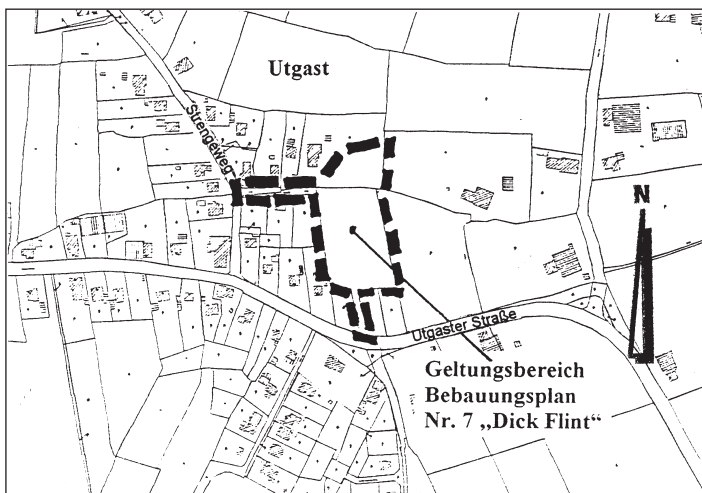 Utgast
Strengeweg
N
Utgaster Straße
Geltungsbereich
Bebauungsplan
Nr. 7 „Dick Flint“